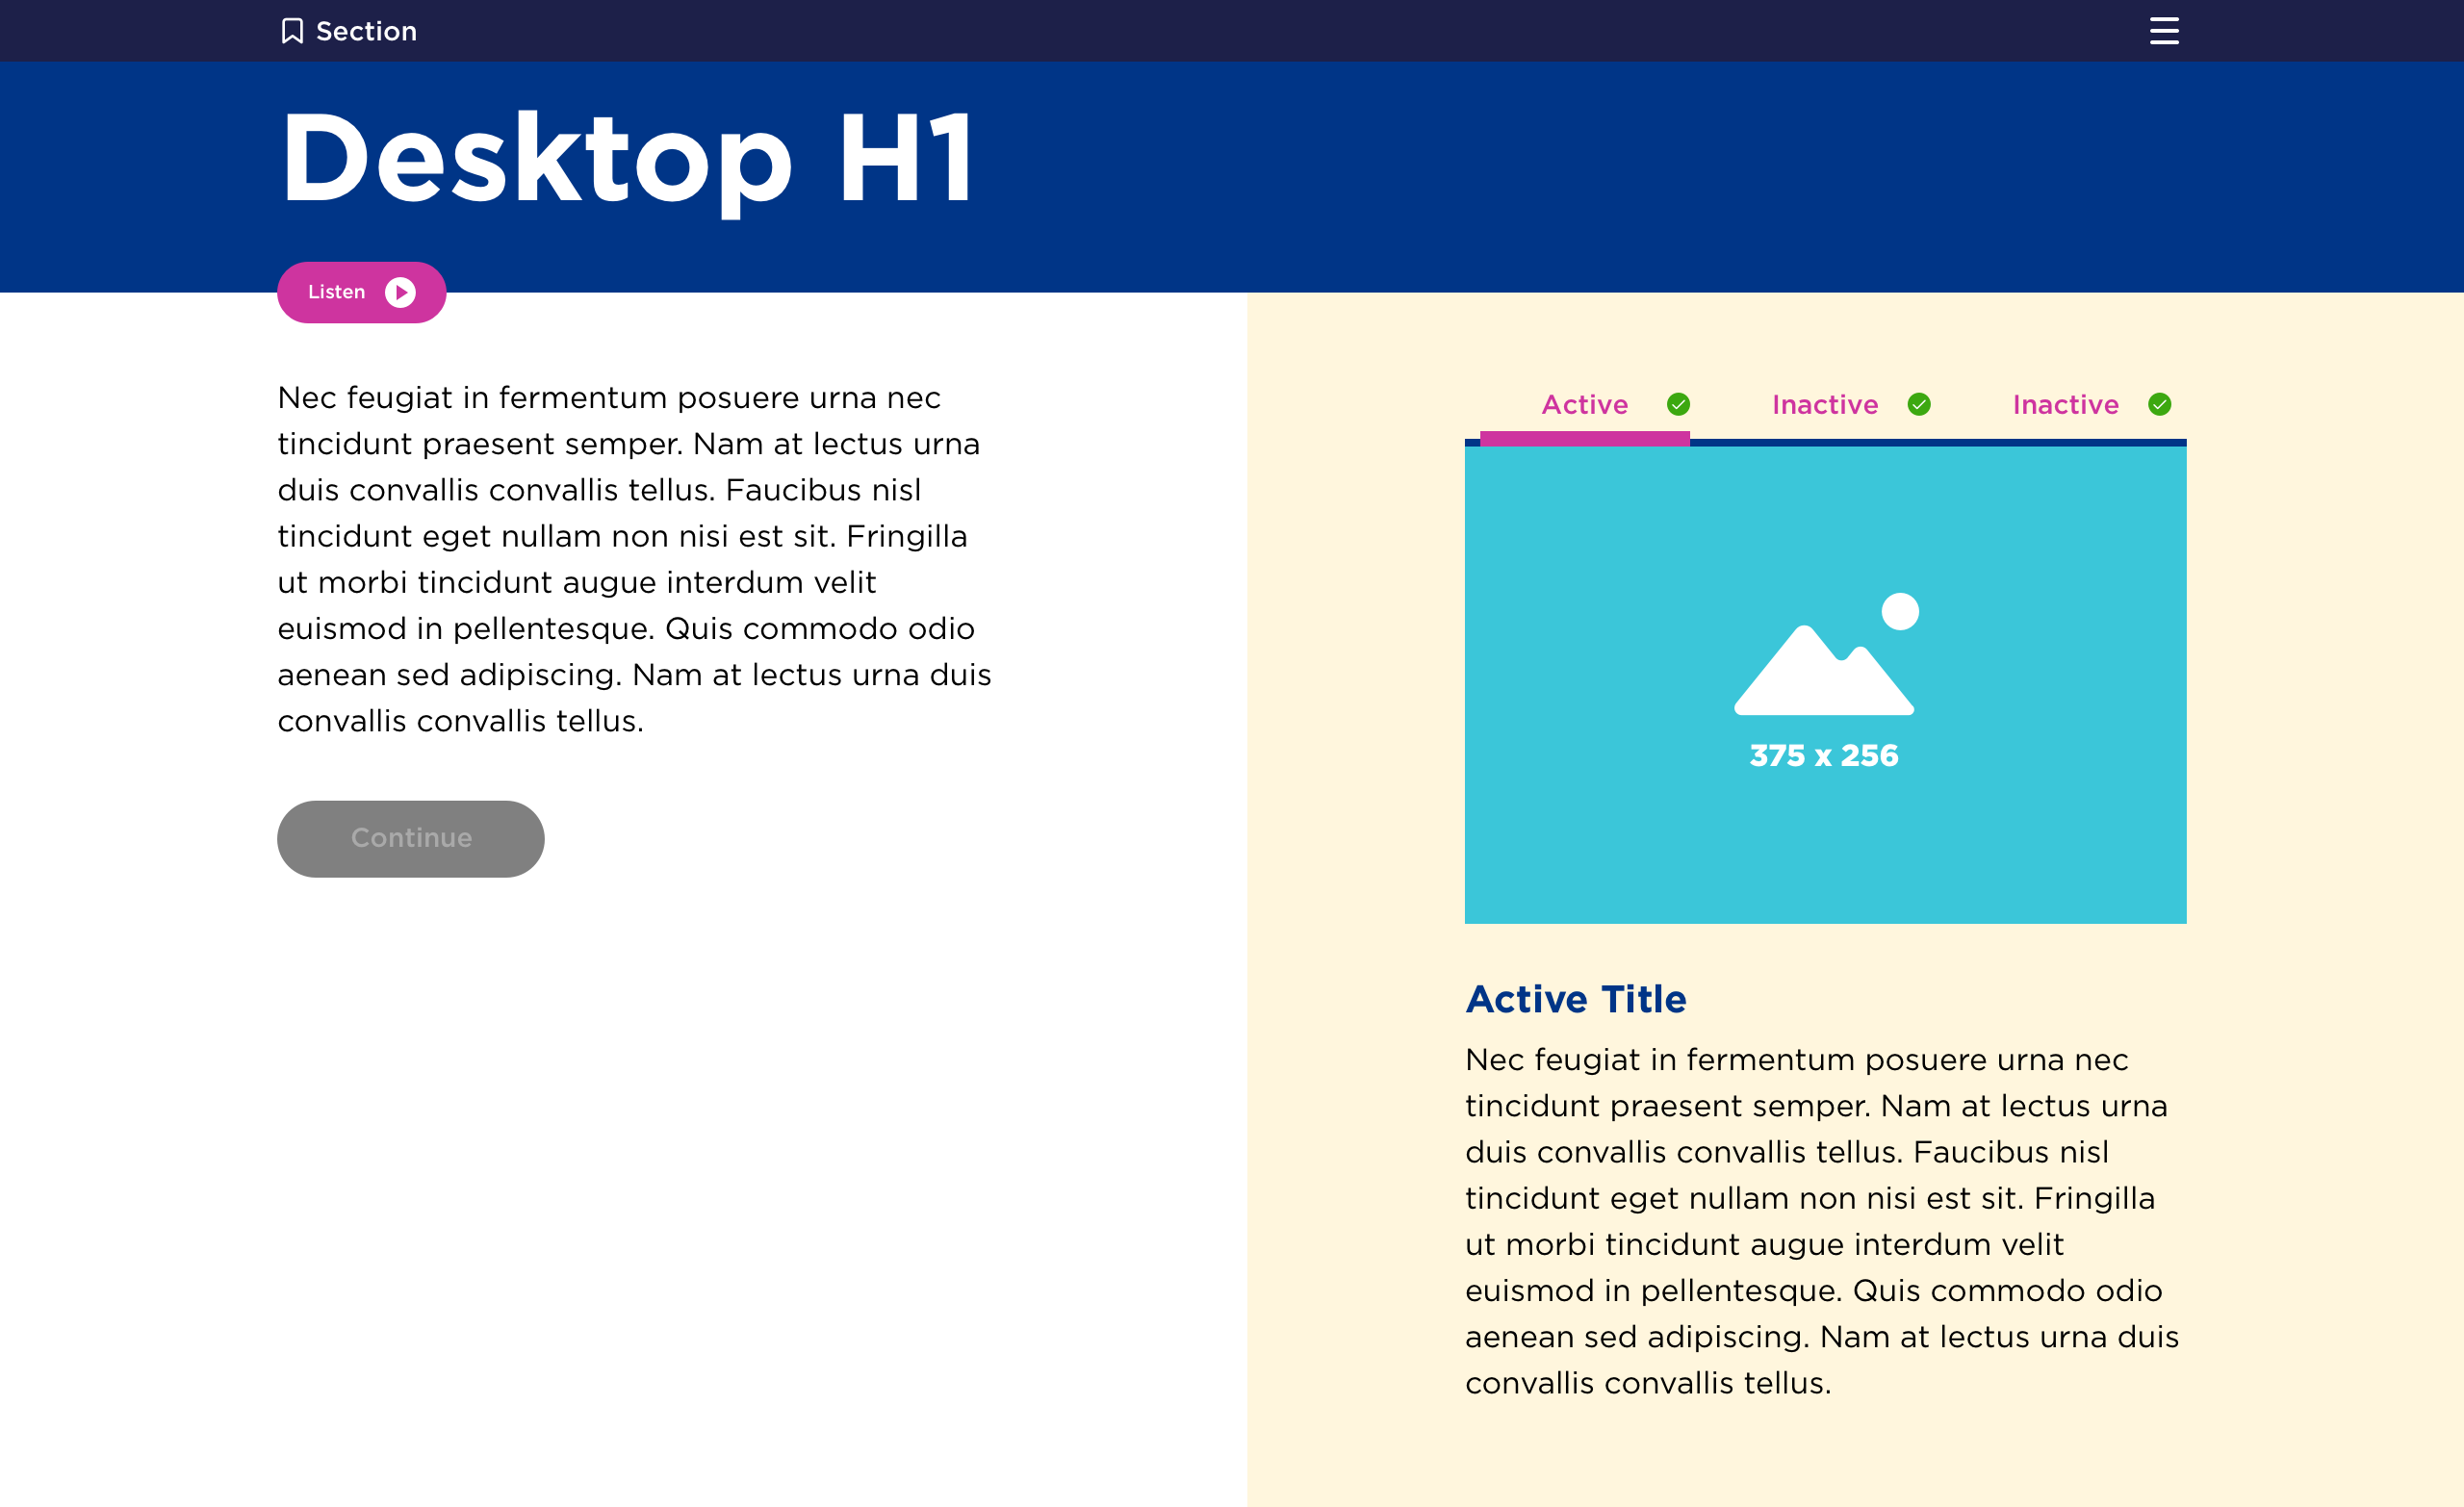 Section
Desktop H1
Listen
Nec feugiat in fermentum posuere urna nec
tincidunt praesent semper. Nam at lectus urna
duis convallis convallis tellus. Faucibus nisl
tincidunt eget nullam non nisi est sit. Fringilla
ut morbi tincidunt augue interdum velit
euismod in pellentesque. Quis commodo odio
aenean sed adipiscing. Nam at lectus urna duis
convallis convallis tellus.
Continue
Active Inactive Inactive
375 x 256
Active Title
Nec feugiat in fermentum posuere urna nec
tincidunt praesent semper. Nam at lectus urna
duis convallis convallis tellus. Faucibus nisl
tincidunt eget nullam non nisi est sit. Fringilla
ut morbi tincidunt augue interdum velit
euismod in pellentesque. Quis commodo odio
aenean sed adipiscing. Nam at lectus urna duis
convallis convallis tellus.